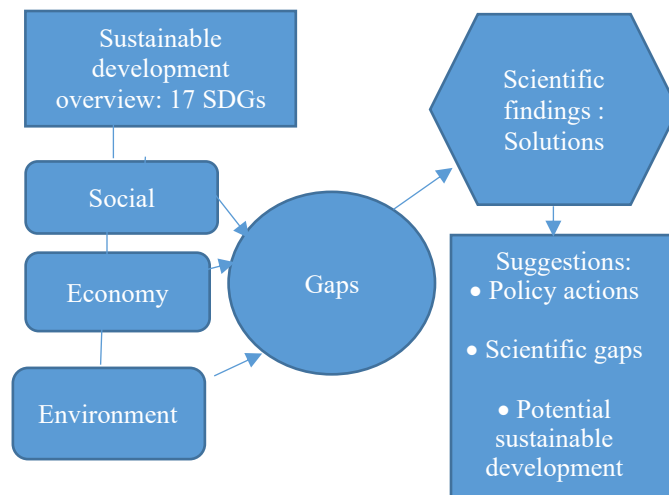 Sustainable
development
overview: 17 SDGs
Social
Economy
Environment
Gaps
Scientific
findings :
Solutions
Suggestions:
• Policy actions
• Scientific gaps
• Potential
sustainable
development